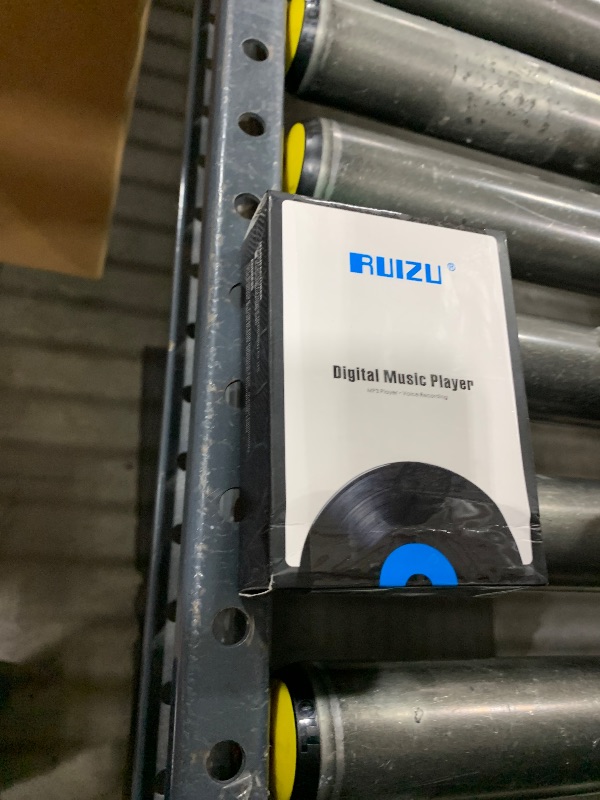 RUIZU®
Digital Music Player
MP3 Player • Voice Recording